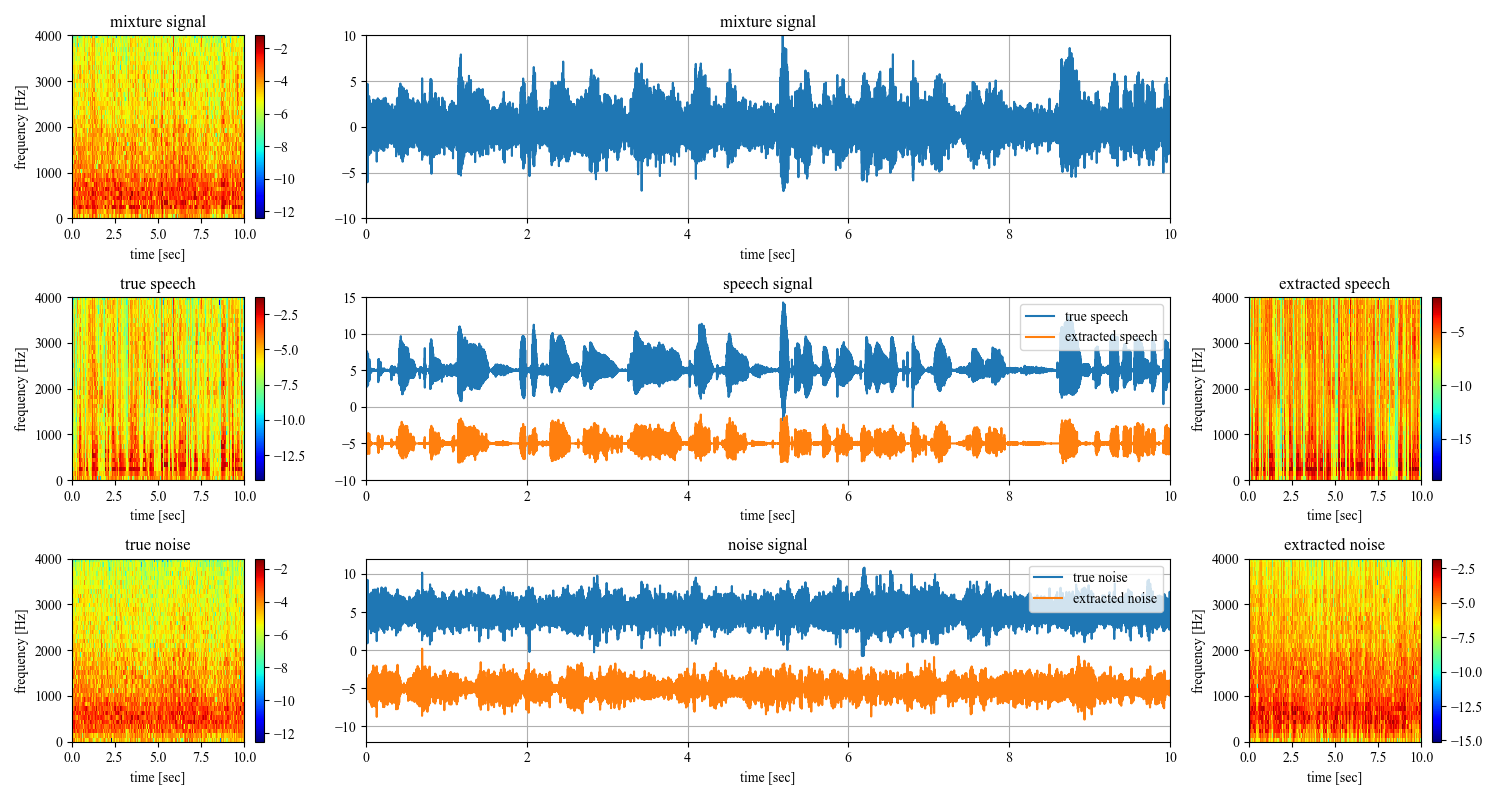 mixture signal
frequency [Hz]
4000
3000
2000
1000
0
0.0 2.5 5.0 7.5 10.0
time [sec]
−2
−4
−6
−8
−10
−12
mixture signal
10
5
0
−5
−10
0 2 4 6 8 10
time [sec]
true speech
frequency [Hz]
4000
3000
2000
1000
0
0.0 2.5 5.0 7.5 10.0
time [sec]
−2.5
−5.0
−7.5
−10.0
−12.5
speech signal
15
10
5
0
−5
−10
0 2 4 6 8 10
time [sec]
true speech
extracted speech
extracted speech
frequency [Hz]
4000
3000
2000
1000
0
0.0 2.5 5.0 7.5 10.0
time [sec]
−5
−10
−15
true noise
frequency [Hz]
4000
3000
2000
1000
0
0.0 2.5 5.0 7.5 10.0
time [sec]
−2
−4
−6
−8
−10
−12
noise signal
10
5
0
−5
−10
0 2 4 6 8 10
time [sec]
true noise
extracted noise
extracted noise
frequency [Hz]
4000
3000
2000
1000
0
0.0 2.5 5.0 7.5 10.0
time [sec]
−2.5
−5.0
−7.5
−10.0
−12.5
−15.0